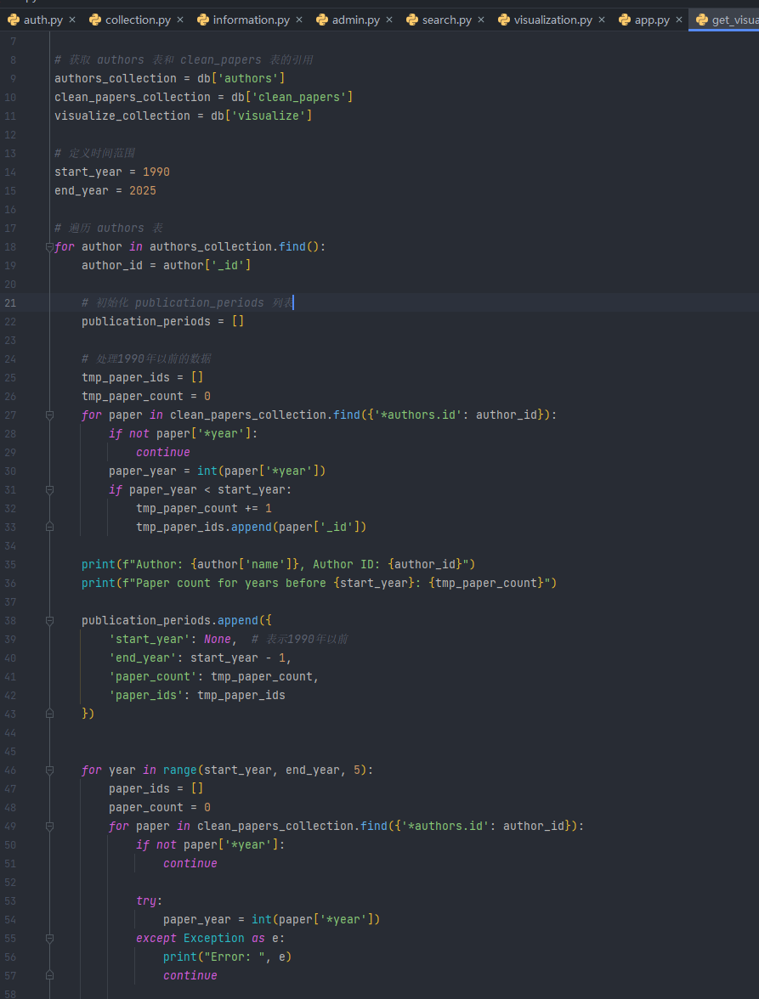 auth.py × collection.py × information.py × admin.py × search.py × visualization.py × app.py × get_visua
7
8 # 获取 authors 表和 clean_papers 表的引用
9 authors_collection = db['authors']
10 clean_papers_collection = db['clean_papers']
11 visualize_collection = db['visualize']
12
13 # 定义时间范围
14 start_year = 1990
15 end_year = 2025
16
17 # 遍历 authors 表
18 for author in authors_collection.find():
19     author_id = author['_id']
20
21     # 初始化 publication_periods 列表
22     publication_periods = []
23
24     # 处理1990年以前的数据
25     tmp_paper_ids = []
26     tmp_paper_count = 0
27     for paper in clean_papers_collection.find({'*authors.id': author_id}):
28         if not paper['*year']:
29             continue
30         paper_year = int(paper['*year'])
31         if paper_year < start_year:
32             tmp_paper_count += 1
33             tmp_paper_ids.append(paper['_id'])
34
35     print(f"Author: {author['name']}, Author ID: {author_id}")
36     print(f"Paper count for years before {start_year}: {tmp_paper_count}")
37
38     publication_periods.append({
39         'start_year': None,  # 表示1990年以前
40         'end_year': start_year - 1,
41         'paper_count': tmp_paper_count,
42         'paper_ids': tmp_paper_ids
43     })
44
45
46     for year in range(start_year, end_year, 5):
47         paper_ids = []
48         paper_count = 0
49         for paper in clean_papers_collection.find({'*authors.id': author_id}):
50             if not paper['*year']:
51                 continue
52
53             try:
54                 paper_year = int(paper['*year'])
55             except Exception as e:
56                 print("Error: ", e)
57                 continue
58